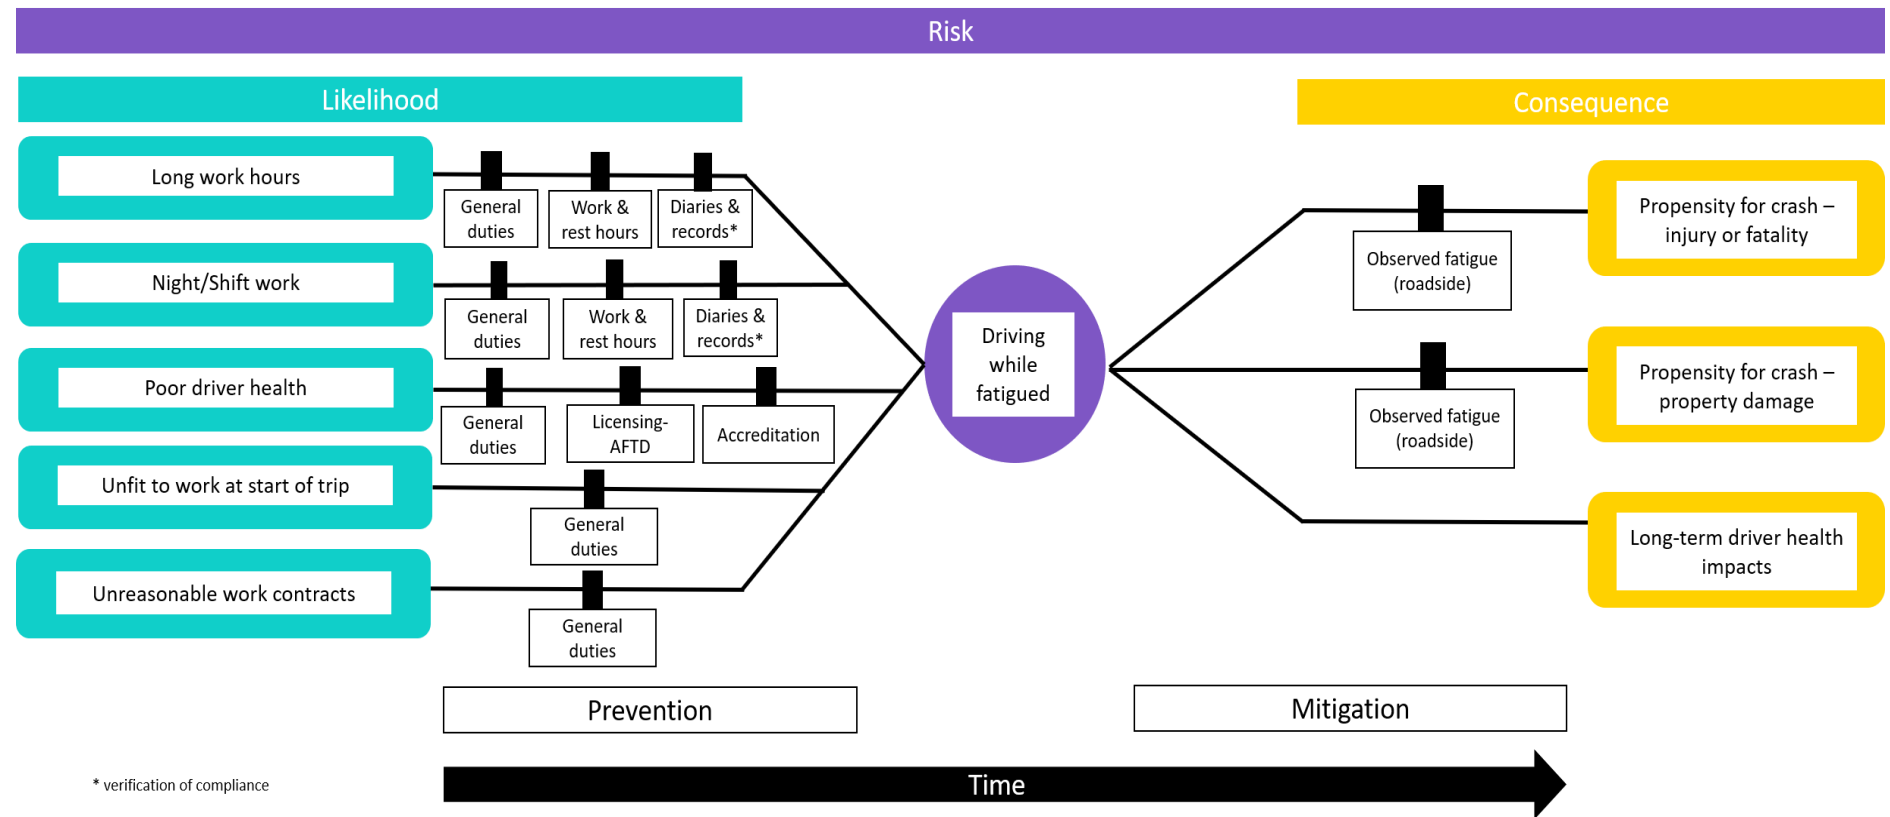 Risk
Likelihood
Consequence
Long work hours
General
duties
Work &
rest hours
Diaries &
records*
Night/Shift work
General
duties
Work &
rest hours
Diaries &
records*
Poor driver health
General
duties
Licensing-
AFTD
Accreditation
Unfit to work at start of trip
General
duties
Unreasonable work contracts
General
duties
Driving
while
fatigued
Observed fatigue
(roadside)
Propensity for crash –
injury or fatality
Observed fatigue
(roadside)
Propensity for crash –
property damage
Long-term driver health
impacts
Prevention
Mitigation
* verification of compliance
Time